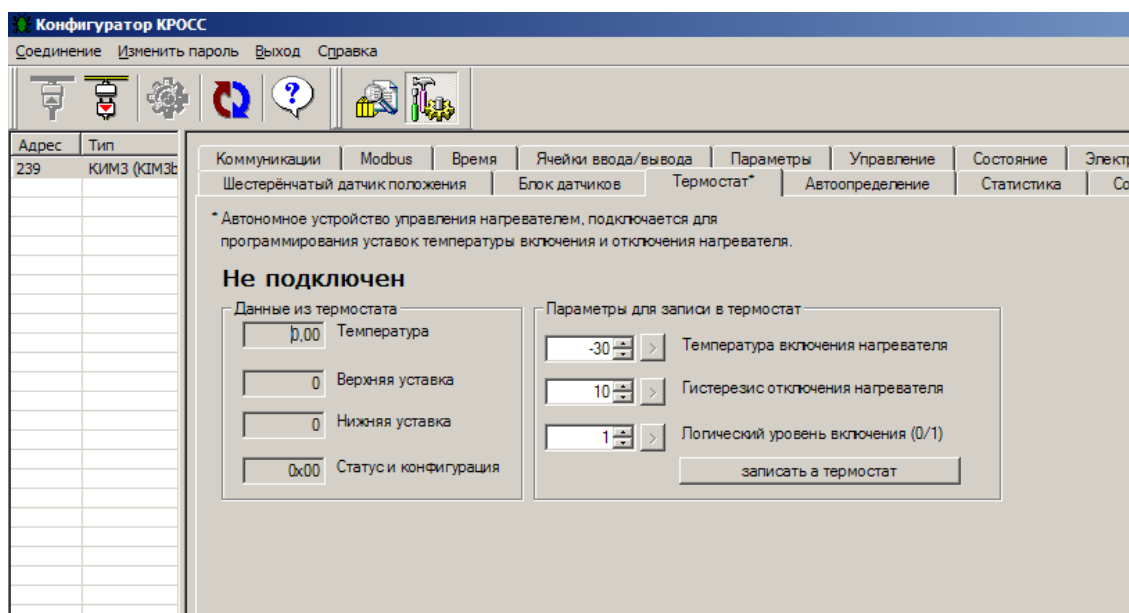 Конфигуратор КРОСС
Соединение Изменить пароль Выход Справка
Адрес Тип
239 КИМ3 (KIM3b
Коммуникации Modbus Время Ячейки ввода/вывода Параметры Управление Состояние Электр
Шестерёнчатый датчик положения Блок датчиков Термостат* Автоопределение Статистика Со
* Автономное устройство управления нагревателем, подключается для
программирования уставок температуры включения и отключения нагревателя.
Не подключен
Данные из термостата
0,00 Температура
0 Верхняя уставка
0 Нижняя уставка
0x00 Статус и конфигурация
Параметры для записи в термостат
-30 > Температура включения нагревателя
10 > Гистерезис отключения нагревателя
1 > Логический уровень включения (0/1)
записать а термостат